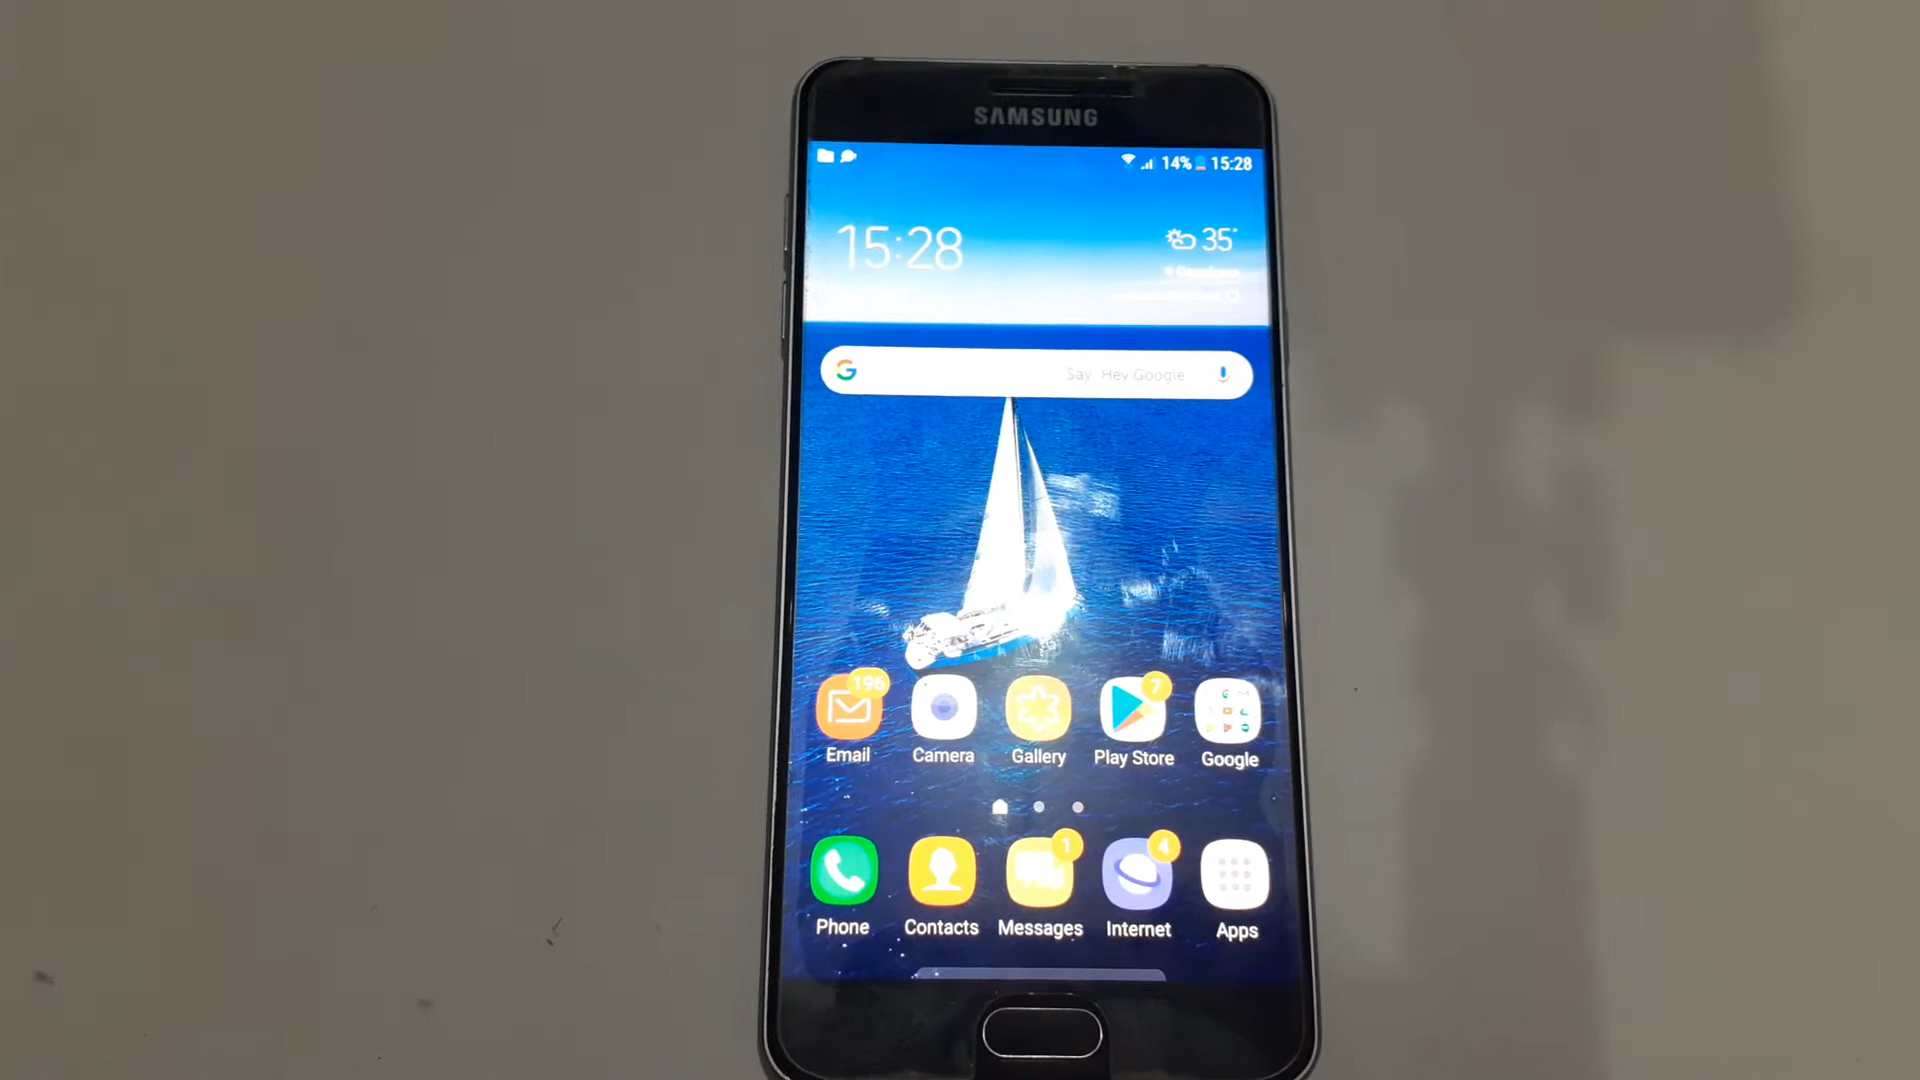 SAMSUNG
14% 15:28
15:28
35°
Say Hey Google
196
7
Email Camera Gallery Play Store Google
1
4
Phone Contacts Messages Internet Apps